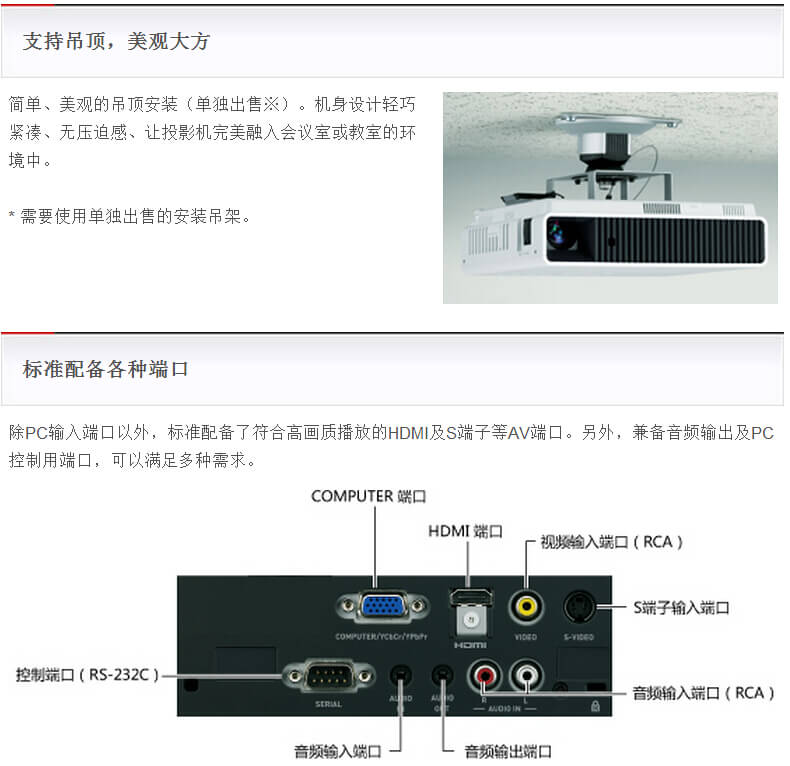 支持吊顶，美观大方
简单、美观的吊顶安装（单独出售※）。机身设计轻巧
紧凑、无压迫感、让投影机完美融入会议室或教室的环
境中。
* 需要使用单独出售的安装吊架。
标准配备各种端口
除PC输入端口以外，标准配备了符合高画质播放的HDMI及S端子等AV端口。另外，兼备音频输出及PC
控制用端口，可以满足多种需求。
COMPUTER 端口
HDMI 端口
视频输入端口（RCA）
S端子输入端口
COMPUTER/YCbCr/YPbPr
HDMI
VIDEO
S-VIDEO
控制端口（RS-232C）
SERIAL
AUDIO
IN
AUDIO
OUT
R
L
AUDIO IN
音频输入端口（RCA）
音频输入端口
音频输出端口